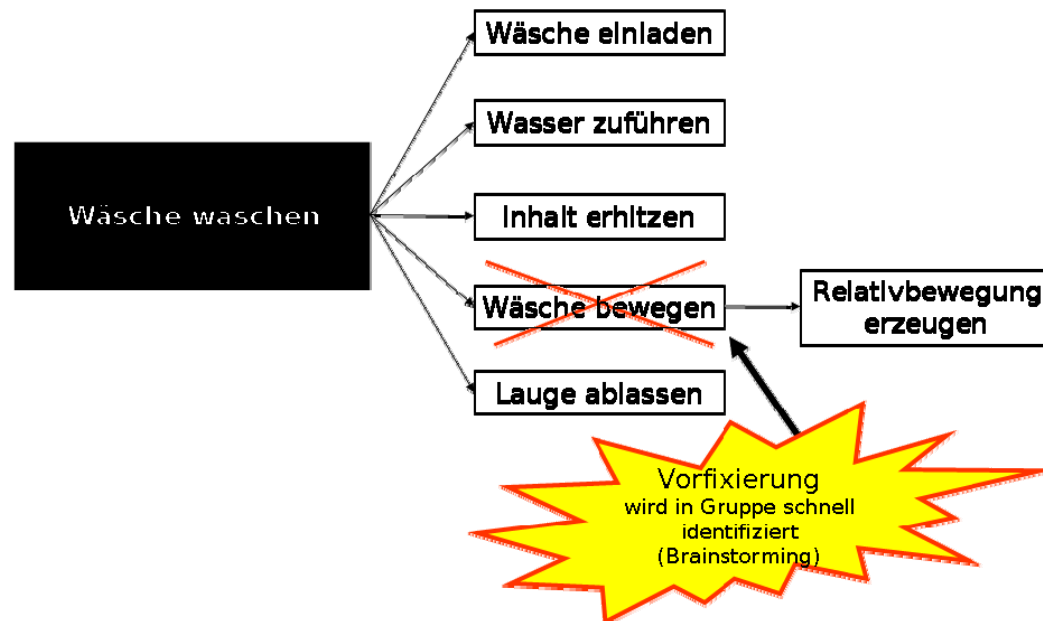 Wäsche einladen
Wasser zuführen
Wäsche waschen
Inhalt erhitzen
Wäsche bewegen
Relativbewegung
erzeugen
Lauge ablassen
Vorfixierung
wird in Gruppe schnell
identifiziert
(Brainstorming)